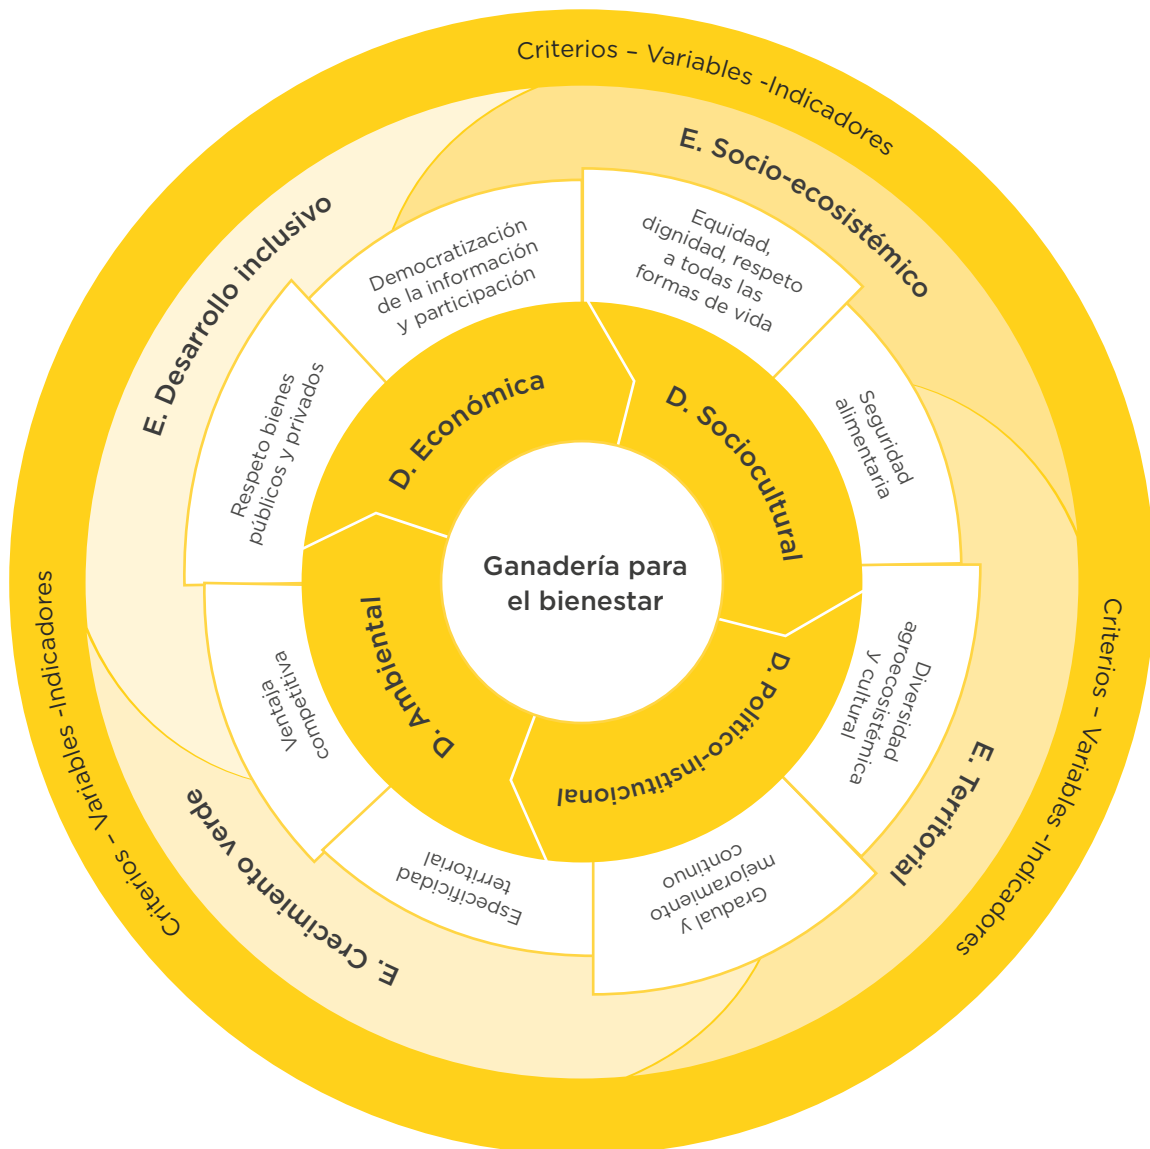 Criterios – Variables -Indicadores
E. Socio-ecosistémico
E. Desarrollo inclusivo
Equidad,
dignidad, respeto
a todas las
formas de vida
Democratización
de la información
y participación
Seguridad
alimentaria
Respeto bienes
públicos y privados
D. Económica
D. Sociocultural
Ganadería para
el bienestar
D. Ambiental
D. Político-institucional
Diversidad
agroecosistémica
y cultural
Ventaja
competitiva
Gradual y
mejoramiento
continuo
Especificidad
territorial
E. Territorial
E. Crecimiento verde
Criterios – Variables -Indicadores
Criterios – Variables -Indicadores